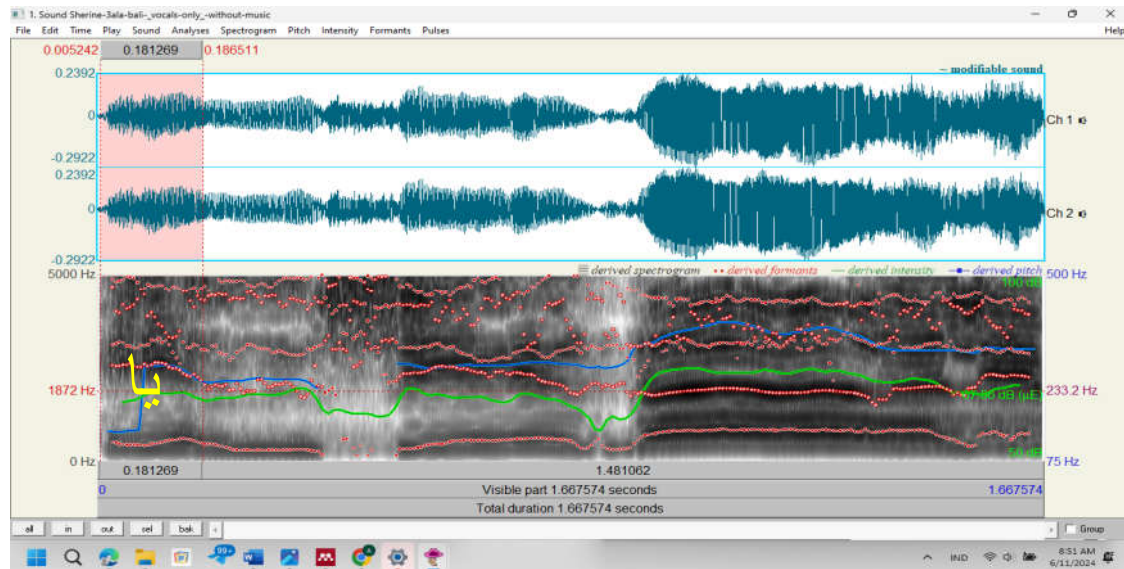 1. Sound Sherine-3ala-bali-_vocals-only_-without-music
File Edit Time Play Sound Analyses Spectrogram Pitch Intensity Formants Pulses Help
0.005242 0.181269 0.186511
0.2392 ~ modifiable sound
0 Ch 1
-0.2922
0.2392
0 Ch 2
-0.2922
5000 Hz derived spectrogram derived formants derived intensity derived pitch 500 Hz
100 dB
يا
1872 Hz dB (µE) 233.2 Hz
50 dB
0 Hz 75 Hz
0.181269 1.481062
0 Visible part 1.667574 seconds 1.667574
Total duration 1.667574 seconds
all in out sel bak Group
99+ IND 8:51 AM
6/11/2024